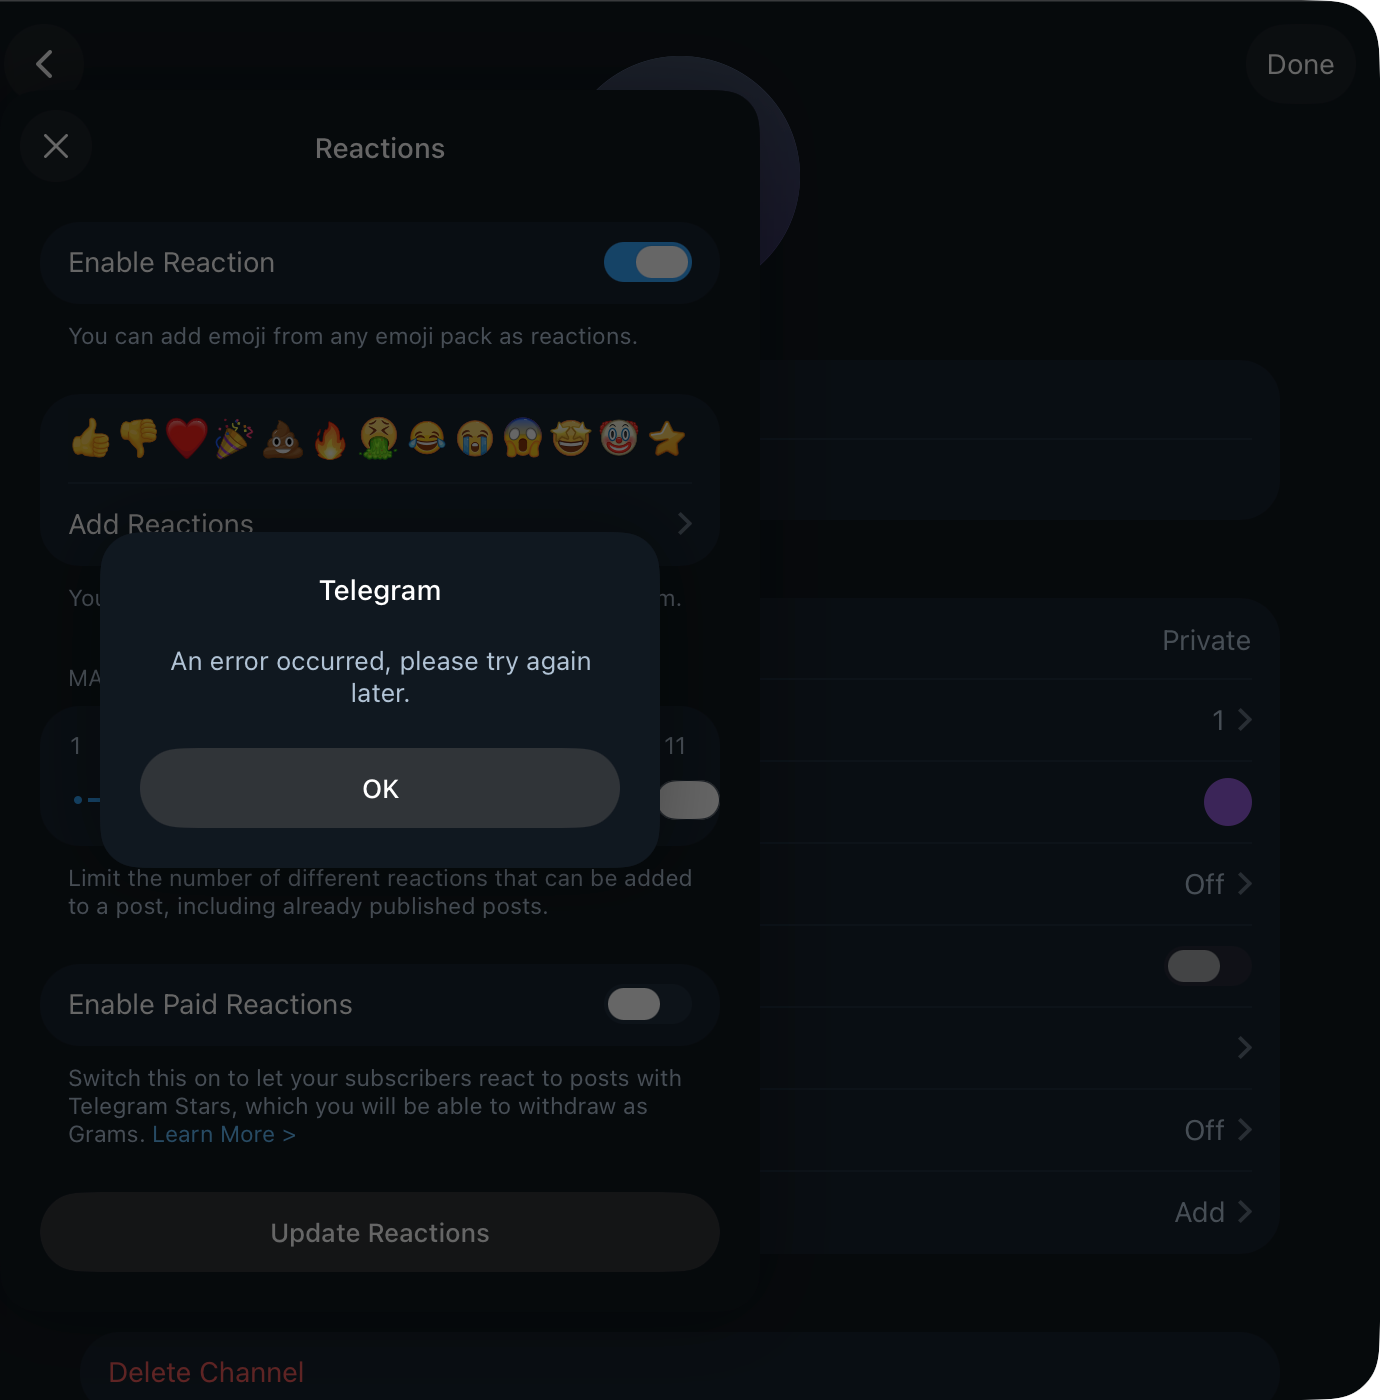 Done
Reactions
Enable Reaction
You can add emoji from any emoji pack as reactions.
Add Reactions
Telegram
An error occurred, please try again
later.
1
11
OK
Limit the number of different reactions that can be added
to a post, including already published posts.
Enable Paid Reactions
Switch this on to let your subscribers react to posts with
Telegram Stars, which you will be able to withdraw as
Grams. Learn More >
Update Reactions
Private
1
Off
Off
Add
Delete Channel